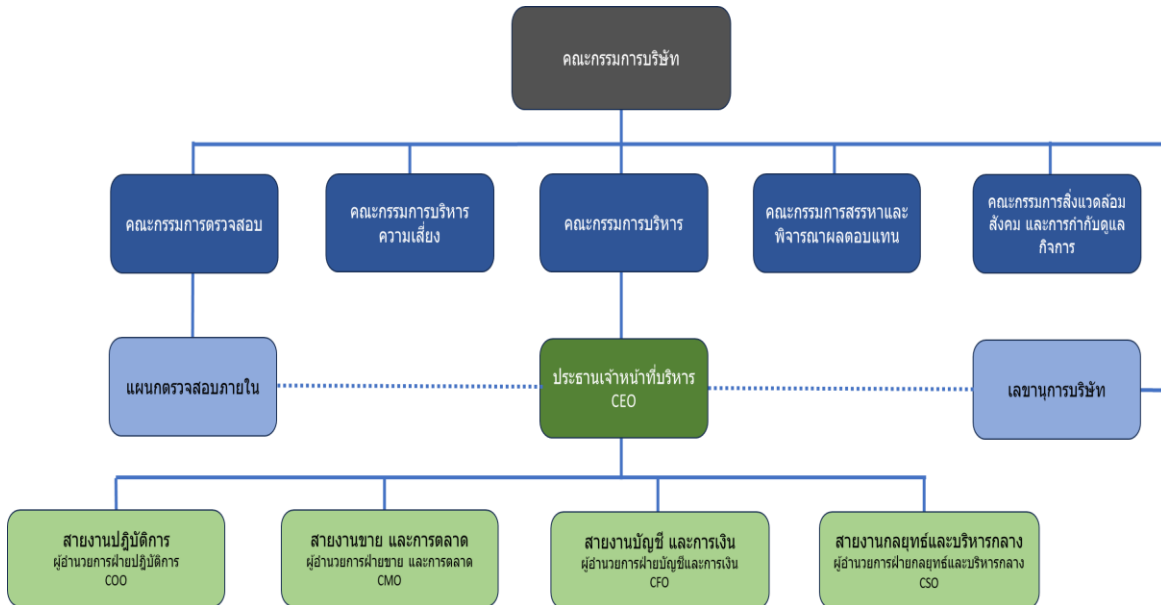 คณะกรรมการบริษัท
คณะกรรมการตรวจสอบ
คณะกรรมการบริหาร
ความเสี่ยง
คณะกรรมการบริหาร
คณะกรรมการสรรหาและ
พิจารณาผลตอบแทน
คณะกรรมการสิ่งแวดล้อม
สังคม และการกำกับดูแล
กิจการ
แผนกตรวจสอบภายใน
ประธานเจ้าหน้าที่บริหาร
CEO
เลขานุการบริษัท
สายงานปฏิบัติการ
ผู้อำนวยการฝ่ายปฏิบัติการ
COO
สายงานขาย และการตลาด
ผู้อำนวยการฝ่ายขาย และการตลาด
CMO
สายงานบัญชี และการเงิน
ผู้อำนวยการฝ่ายบัญชีและการเงิน
CFO
สายงานกลยุทธ์และบริหารกลาง
ผู้อำนวยการฝ่ายกลยุทธ์และบริหารกลาง
CSO